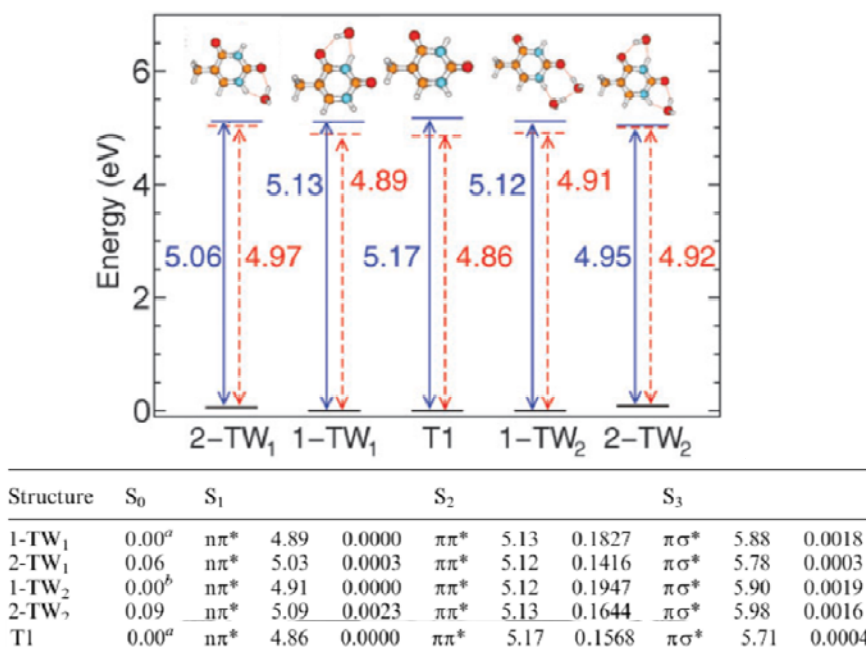 6
4
2
0
Energy (eV)
5.13 4.89 5.12 4.91
5.06 4.97 5.17 4.86 4.95 4.92
2-TW₁ 1-TW₁ T1 1-TW₂ 2-TW₂
Structure S₀ S₁ S₂ S₃
1-TW₁ 0.00ᵃ nπ* 4.89 0.0000 ππ* 5.13 0.1827 πσ* 5.88 0.0018
2-TW₁ 0.06 nπ* 5.03 0.0003 ππ* 5.12 0.1416 πσ* 5.78 0.0003
1-TW₂ 0.00ᵇ nπ* 4.91 0.0000 ππ* 5.12 0.1947 πσ* 5.90 0.0019
2-TW₂ 0.09 nπ* 5.09 0.0023 ππ* 5.13 0.1644 πσ* 5.98 0.0016
T1 0.00ᵃ nπ* 4.86 0.0000 ππ* 5.17 0.1568 πσ* 5.71 0.0004